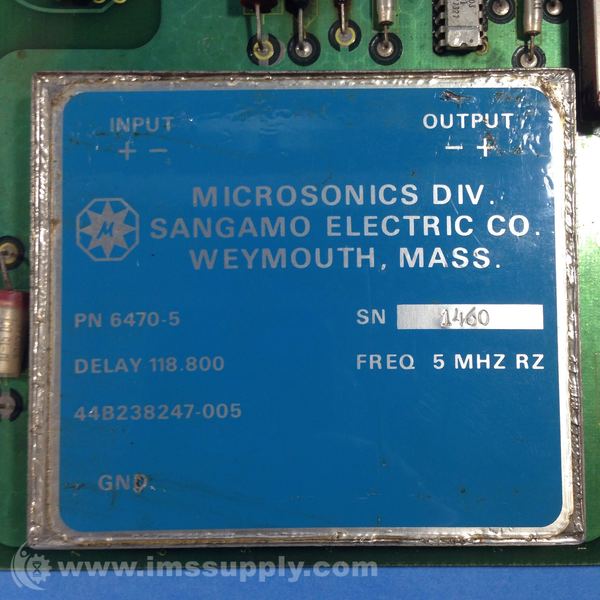 INPUT OUTPUT
+ - - +
MICROSONICS DIV.
SANGAMO ELECTRIC CO.
WEYMOUTH, MASS.
PN 6470-5 SN 1460
DELAY 118.800 FREQ 5 MHZ RZ
44B238247-005
GND.
www.imssupply.com